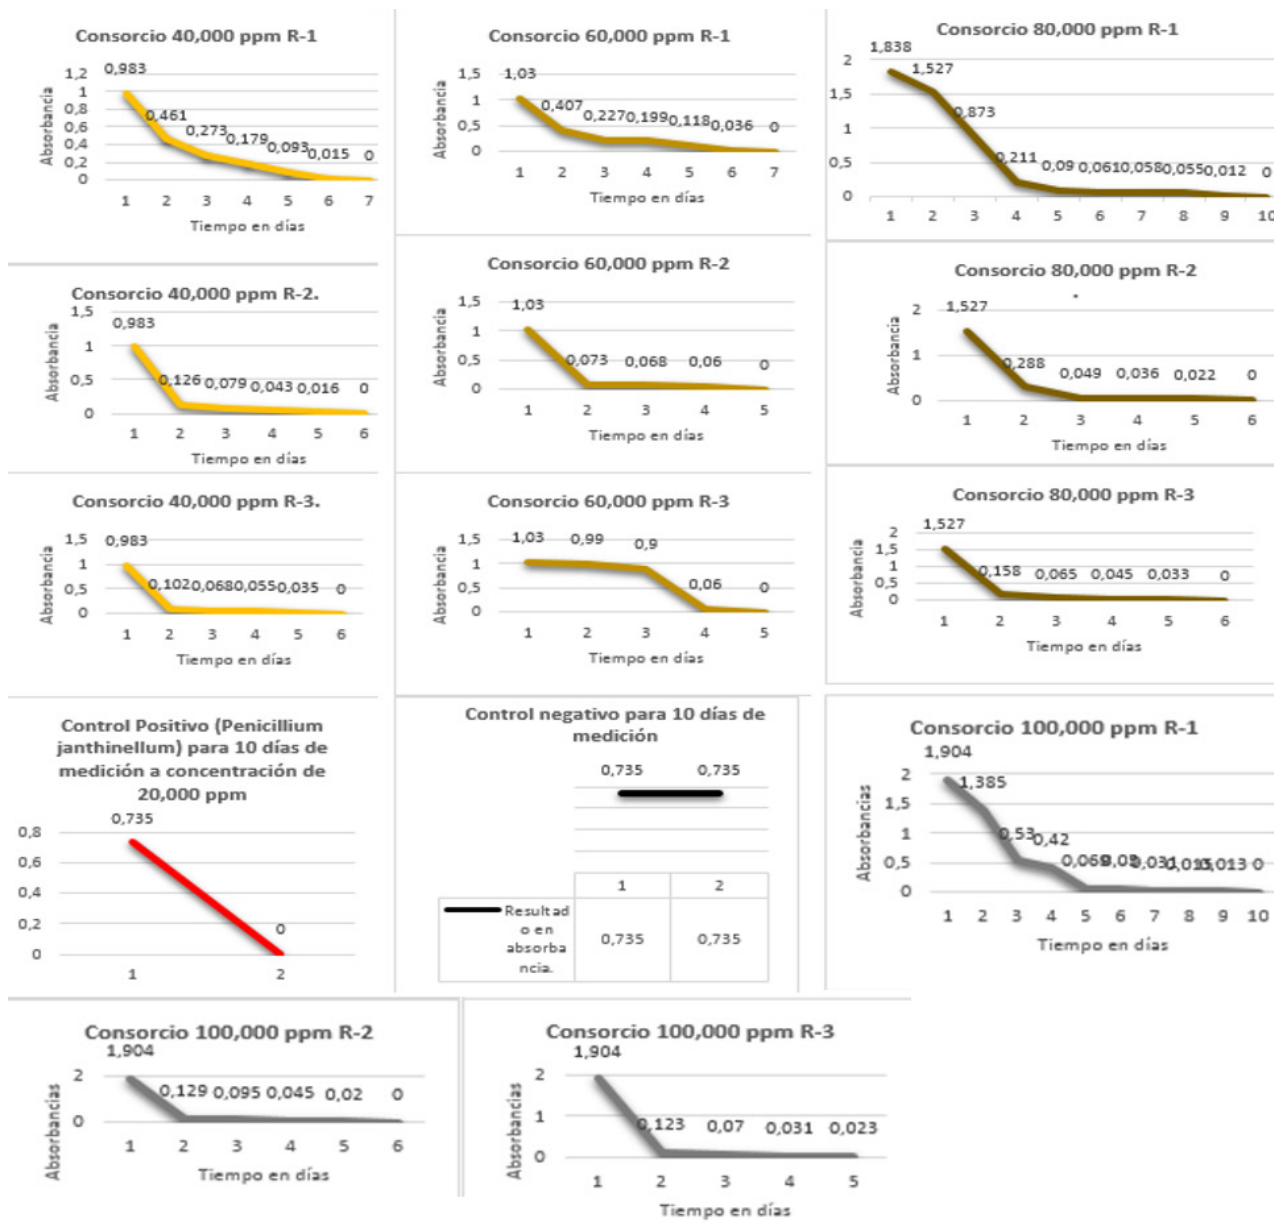 Consorcio 40,000 ppm R-1
Absorbancia
1,2
1
0,8
0,6
0,4
0,2
0
0,983
0,461
0,273
0,179
0,093
0,015
0
1 2 3 4 5 6 7
Tiempo en días
Consorcio 60,000 ppm R-1
Absorbancia
1,5
1
0,5
0
1,03
0,407
0,227
0,199
0,118
0,036
0
1 2 3 4 5 6 7
Tiempo en días
Consorcio 80,000 ppm R-1
Absorbancia
2
1,5
1
0,5
0
1,838
1,527
0,873
0,211
0,09
0,061
0,058
0,055
0,012
0
1 2 3 4 5 6 7 8 9 10
Tiempo en días
Consorcio 40,000 ppm R-2.
Absorbancia
1,5
1
0,5
0
0,983
0,126 0,079 0,043 0,016 0
1 2 3 4 5 6
Tiempo en días
Consorcio 60,000 ppm R-2
Absorbancia
1,5
1
0,5
0
1,03
0,073 0,068 0,06 0
1 2 3 4 5
Tiempo en días
Consorcio 80,000 ppm R-2
Absorbancia
2
1
0
1,527
0,288
0,049 0,036 0,022 0
1 2 3 4 5 6
Tiempo en días
Consorcio 40,000 ppm R-3.
Absorbancia
1,5
1
0,5
0
0,983
0,102 0,068 0,055 0,035 0
1 2 3 4 5 6
Tiempo en días
Consorcio 60,000 ppm R-3
Absorbancia
1,5
1
0,5
0
1,03 0,99 0,9
0,06 0
1 2 3 4 5
Tiempo en días
Consorcio 80,000 ppm R-3
Absorbancia
2
1,5
1
0,5
0
1,527
0,158 0,065 0,045 0,033 0
1 2 3 4 5 6
Tiempo en días
Control Positivo (Penicillium
janthinellum) para 10 días de
medición a concentración de
20,000 ppm
0,735
0,8
0,6
0,4
0,2
0
0
1 2
Control negativo para 10 días de
medición
0,735 0,735
1 2
Resultad
o en
absorba
ncia.
0,735 0,735
Consorcio 100,000 ppm R-1
Absorbancias
2
1,5
1
0,5
0
1,904
1,385
0,53
0,42
0,031
0,013 0
1 2 3 4 5 6 7 8 9 10
Tiempo en días
Consorcio 100,000 ppm R-2
Absorbancias
2
0
1,904
0,129 0,095 0,045 0,02 0
1 2 3 4 5 6
Tiempo en días
Consorcio 100,000 ppm R-3
Absorbancias
2
1
0
1,904
0,123 0,07 0,031 0,023
1 2 3 4 5
Tiempo en días